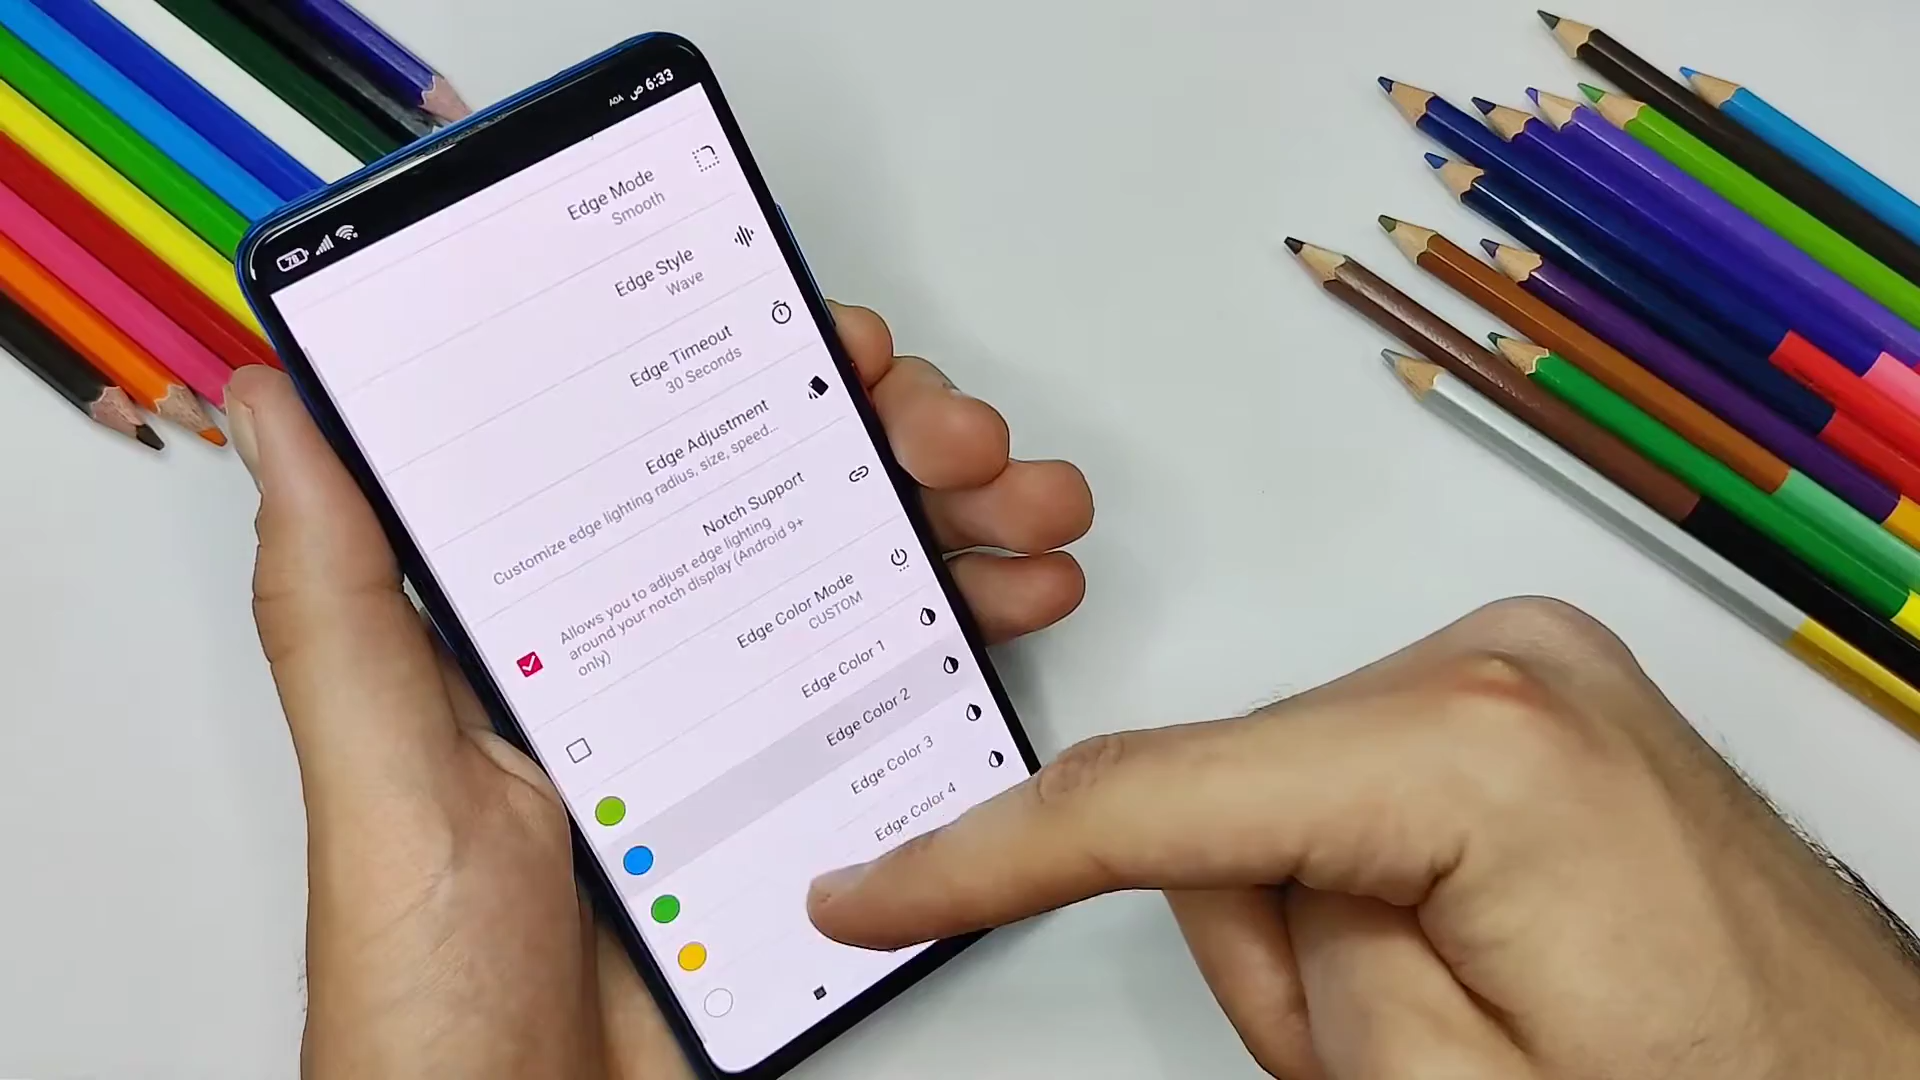 6:33 ص
AOA
78
Edge Mode
Smooth
Edge Style
Wave
Edge Timeout
30 Seconds
Edge Adjustment
Customize edge lighting radius, size, speed...
Notch Support
Allows you to adjust edge lighting
around your notch display (Android 9+
only)
Edge Color Mode
CUSTOM
Edge Color 1
Edge Color 2
Edge Color 3
Edge Color 4